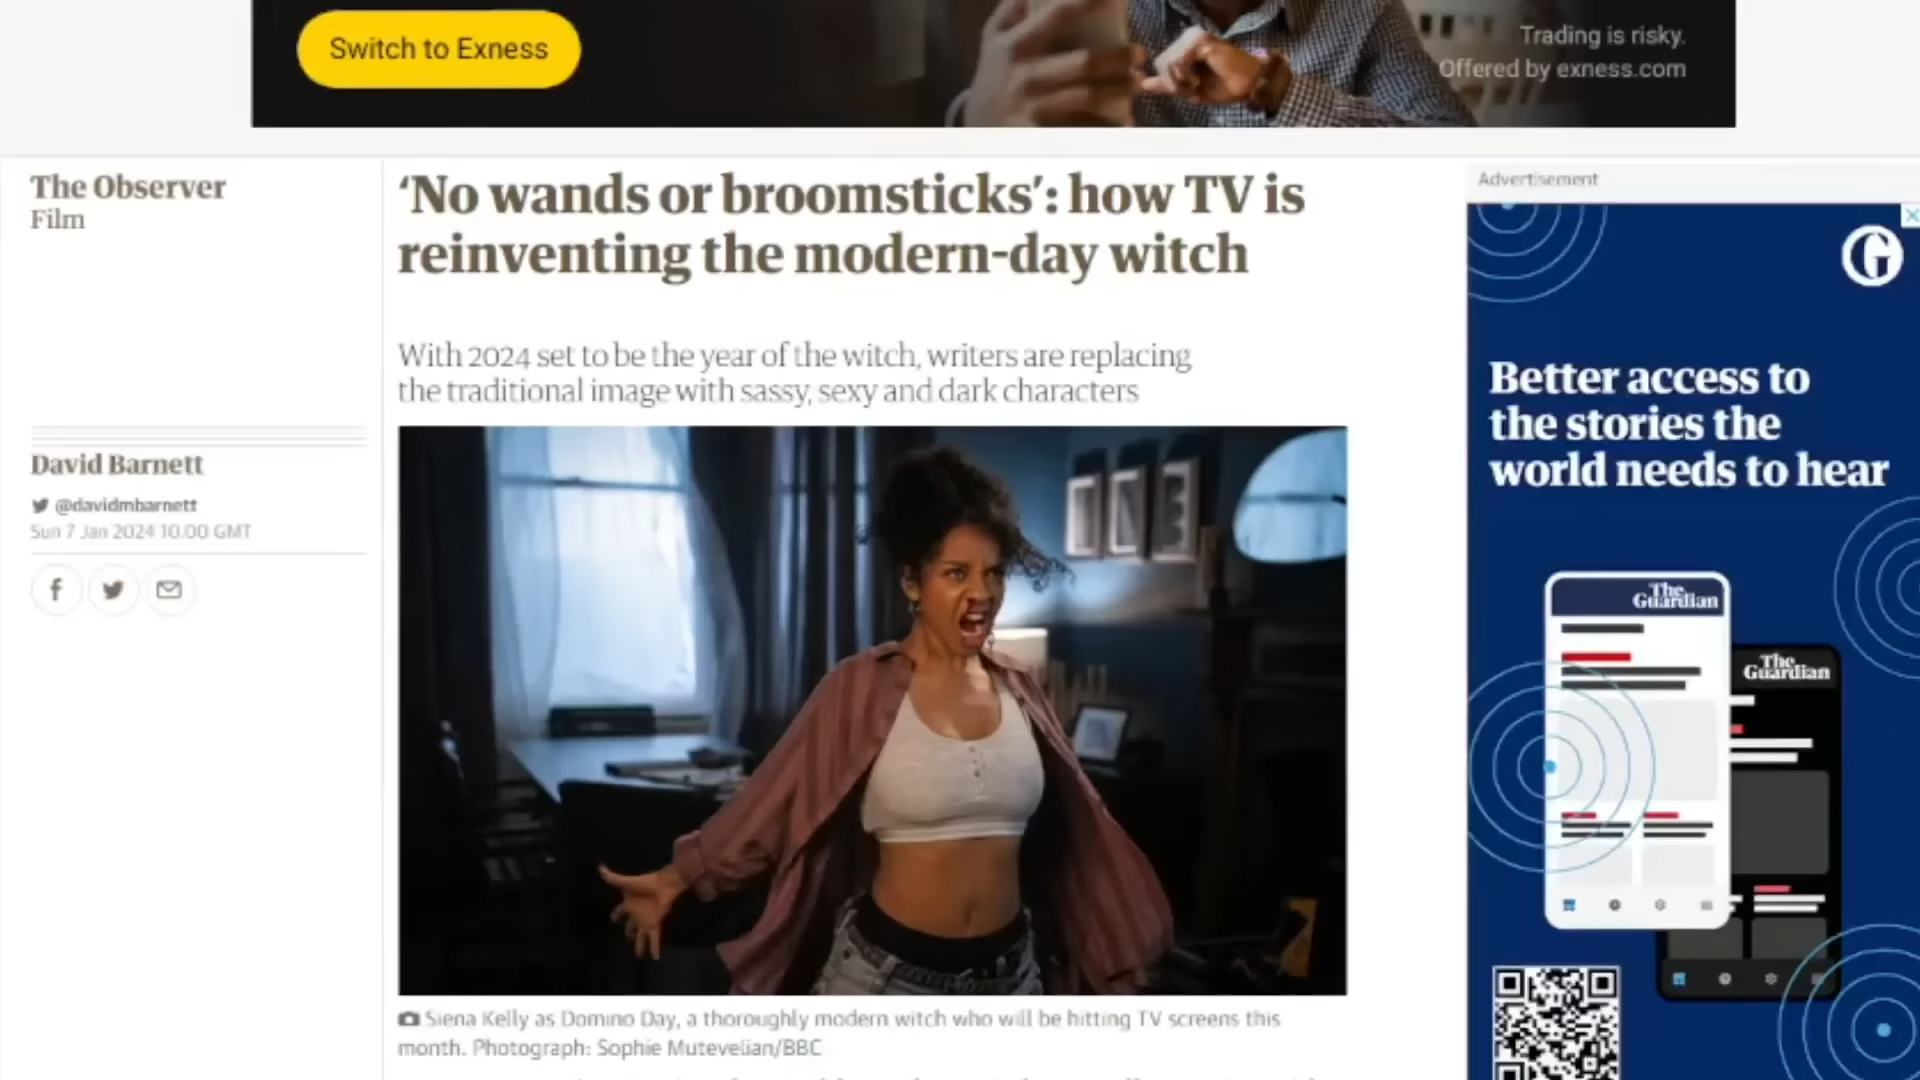 Switch to Exness
Trading is risky.
Offered by exness.com
The Observer
Film
‘No wands or broomsticks’: how TV is
reinventing the modern-day witch
With 2024 set to be the year of the witch, writers are replacing
the traditional image with sassy, sexy and dark characters
David Barnett
@davidmbarnett
Sun 7 Jan 2024 10.00 GMT
Siena Kelly as Domino Day, a thoroughly modern witch who will be hitting TV screens this
month. Photograph: Sophie Mutevelian/BBC
Advertisement
G
Better access to
the stories the
world needs to hear
The
Guardian
The
Guardian